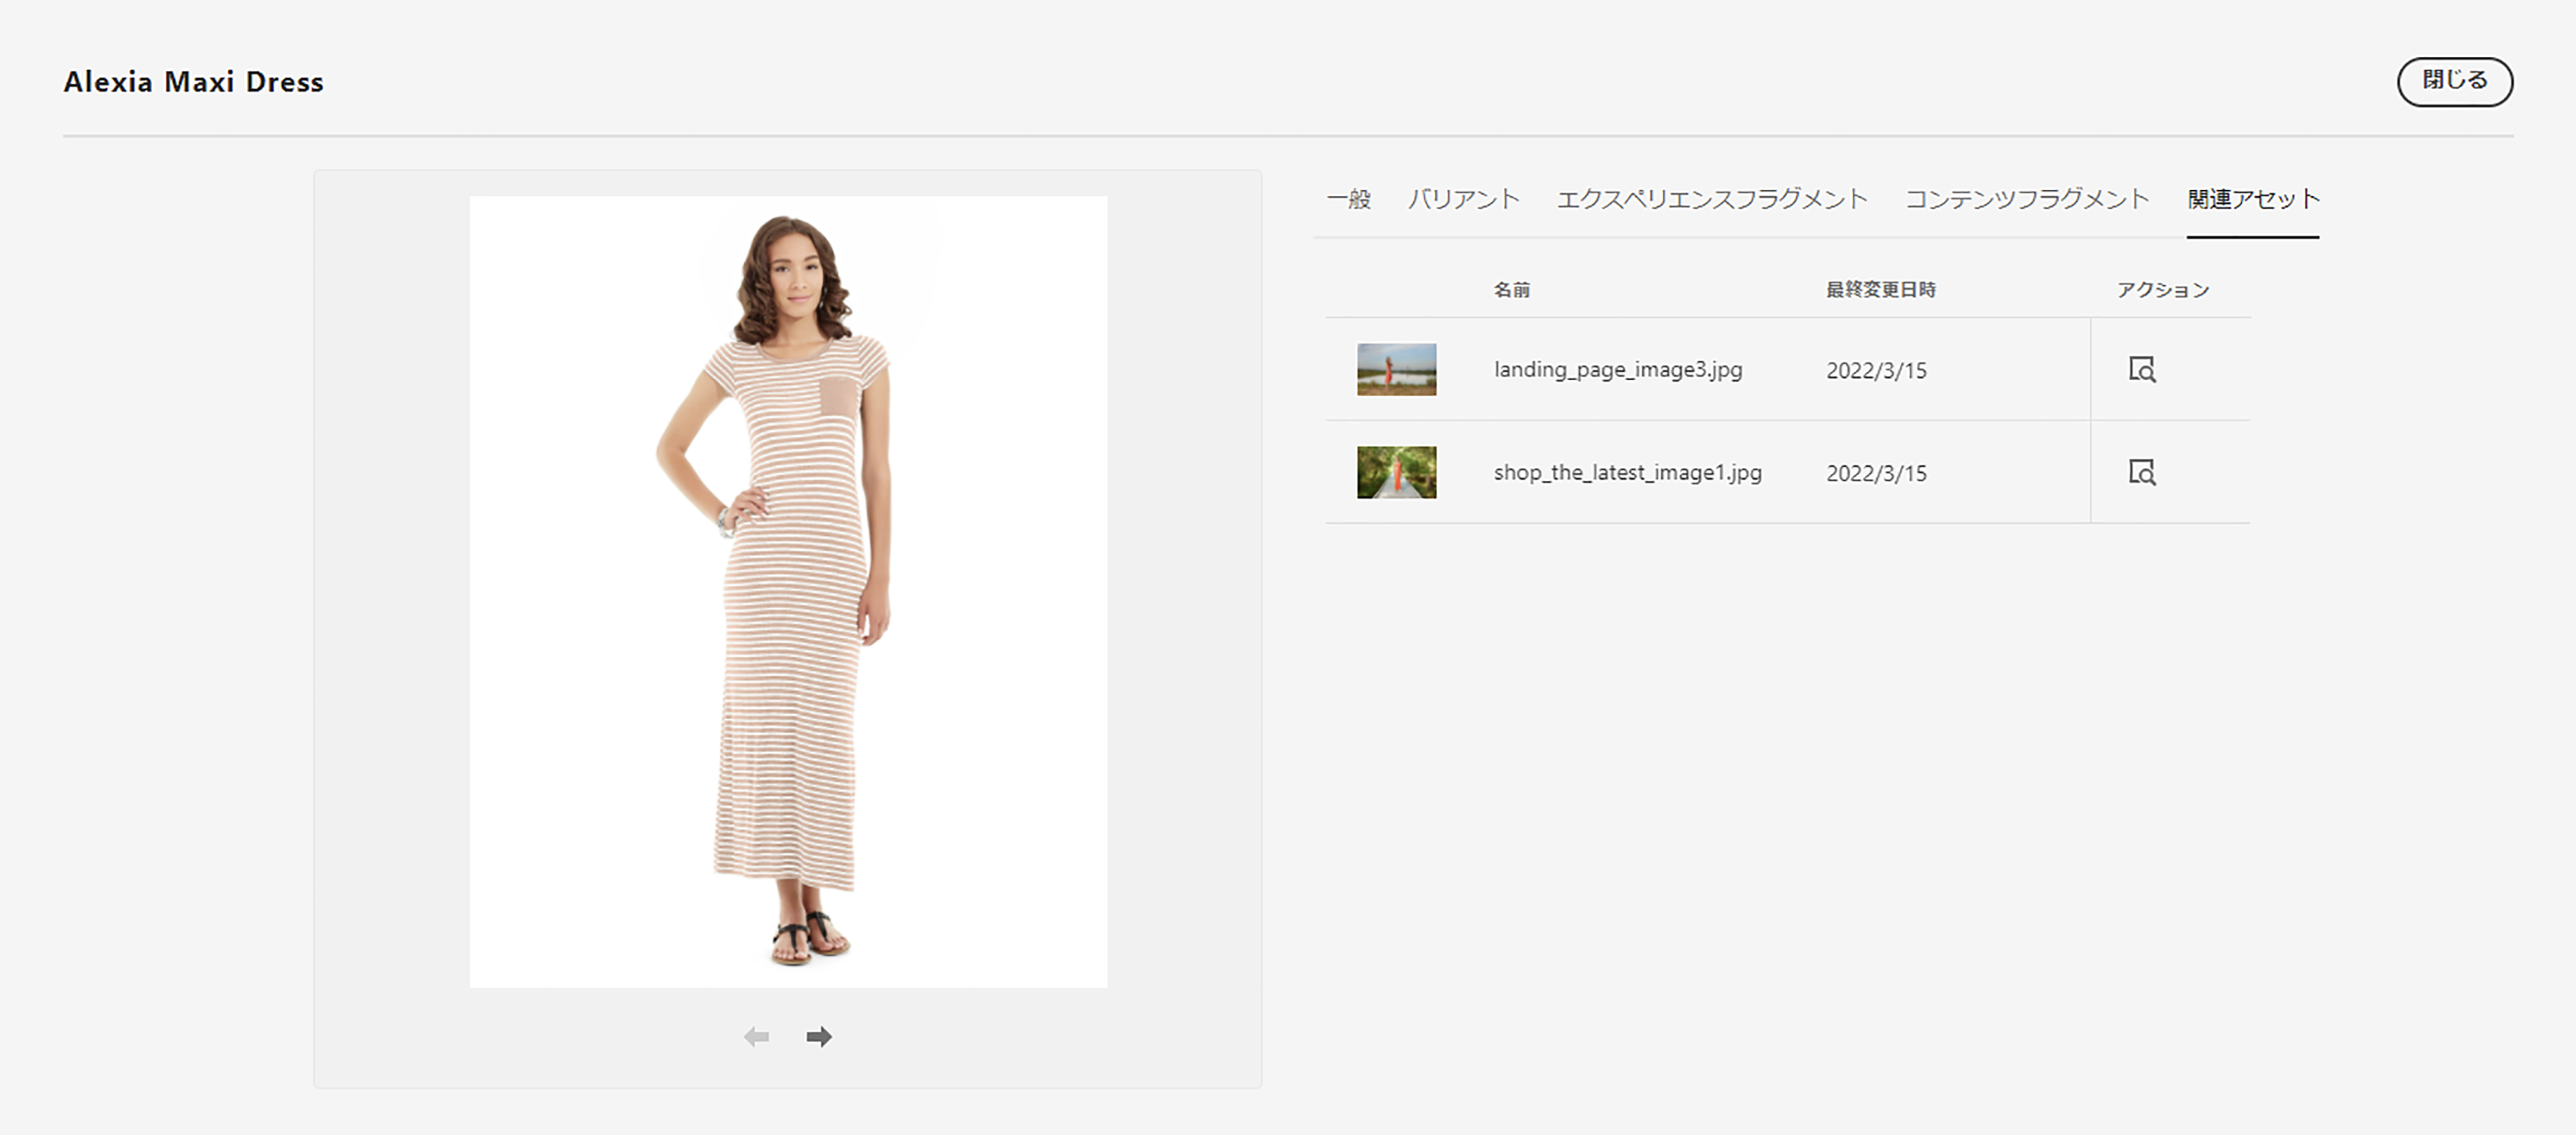 Alexia Maxi Dress
閉じる
一般 バリアント エクスペリエンスフラグメント コンテンツフラグメント 関連アセット
名前 最終変更日時 アクション
landing_page_image3.jpg 2022/3/15
shop_the_latest_image1.jpg 2022/3/15